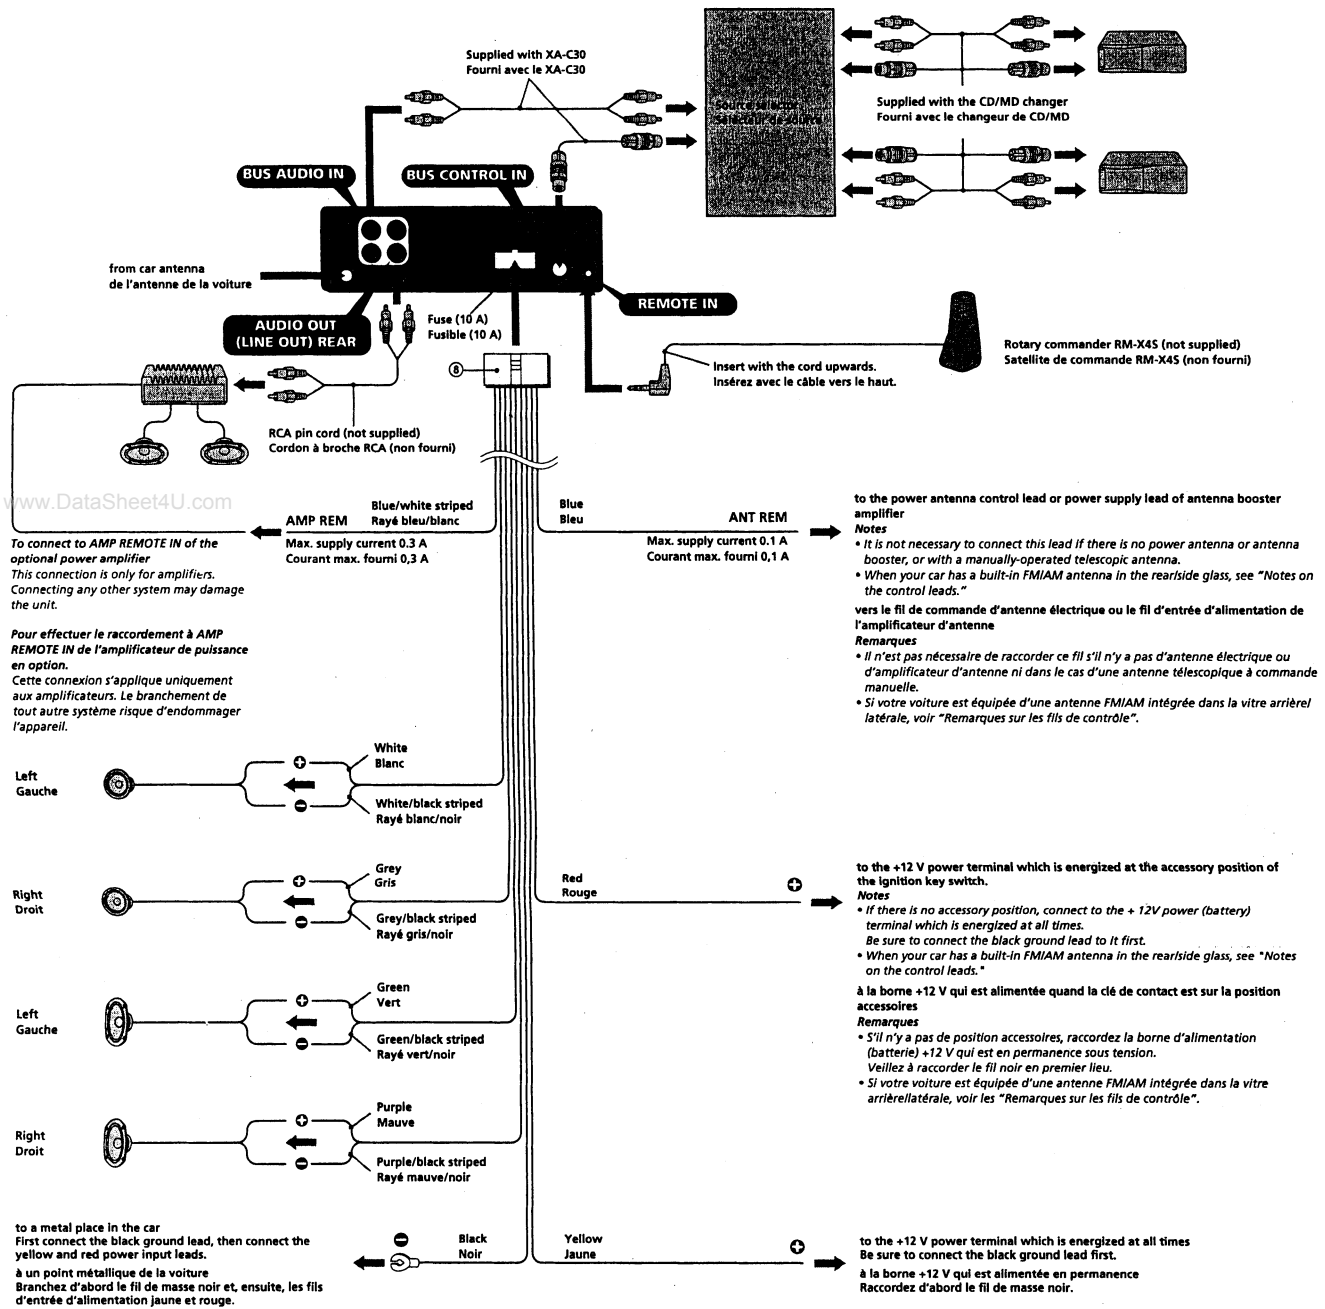 Supplied with XA-C30
Fourni avec le XA-C30
Source selector
Sélecteur de source
Supplied with the CD/MD changer
Fourni avec le changeur de CD/MD
BUS AUDIO IN
BUS CONTROL IN
from car antenna
de l'antenne de la voiture
REMOTE IN
AUDIO OUT
(LINE OUT) REAR
Fuse (10 A)
Fusible (10 A)
Rotary commander RM-X4S (not supplied)
Satellite de commande RM-X4S (non fourni)
Insert with the cord upwards.
Insérez avec le câble vers le haut.
8
RCA pin cord (not supplied)
Cordon à broche RCA (non fourni)
www.DataSheet4U.com
AMP REM
Blue/white striped
Rayé bleu/blanc
Max. supply current 0.3 A
Courant max. fourni 0,3 A
Blue
Bleu
ANT REM
Max. supply current 0.1 A
Courant max. fourni 0,1 A
To connect to AMP REMOTE IN of the
optional power amplifier
This connection is only for amplifiers.
Connecting any other system may damage
the unit.
Pour effectuer le raccordement à AMP
REMOTE IN de l'amplificateur de puissance
en option.
Cette connexion s'applique uniquement
aux amplificateurs. Le branchement de
tout autre système risque d'endommager
l'appareil.
to the power antenna control lead or power supply lead of antenna booster
amplifier
Notes
• It is not necessary to connect this lead if there is no power antenna or antenna
booster, or with a manually-operated telescopic antenna.
• When your car has a built-in FM/AM antenna in the rear/side glass, see "Notes on
the control leads."
vers le fil de commande d'antenne électrique ou le fil d'entrée d'alimentation de
l'amplificateur d'antenne
Remarques
• Il n'est pas nécessaire de raccorder ce fil s'il n'y a pas d'antenne électrique ou
d'amplificateur d'antenne ni dans le cas d'une antenne télescopique à commande
manuelle.
• Si votre voiture est équipée d'une antenne FM/AM intégrée dans la vitre arrière/
latérale, voir "Remarques sur les fils de contrôle".
Left
Gauche
+
White
Blanc
−
White/black striped
Rayé blanc/noir
Right
Droit
+
Grey
Gris
−
Grey/black striped
Rayé gris/noir
Red
Rouge
+
to the +12 V power terminal which is energized at the accessory position of
the ignition key switch.
Notes
• If there is no accessory position, connect to the + 12V power (battery)
terminal which is energized at all times.
Be sure to connect the black ground lead to it first.
• When your car has a built-in FM/AM antenna in the rear/side glass, see "Notes
on the control leads."
à la borne +12 V qui est alimentée quand la clé de contact est sur la position
accessoires
Remarques
• S'il n'y a pas de position accessoires, raccordez la borne d'alimentation
(batterie) +12 V qui est en permanence sous tension.
Veillez à raccorder le fil noir en premier lieu.
• Si votre voiture est équipée d'une antenne FM/AM intégrée dans la vitre
arrière/latérale, voir les "Remarques sur les fils de contrôle".
Left
Gauche
+
Green
Vert
−
Green/black striped
Rayé vert/noir
Right
Droit
+
Purple
Mauve
−
Purple/black striped
Rayé mauve/noir
to a metal place in the car
First connect the black ground lead, then connect the
yellow and red power input leads.
à un point métallique de la voiture
Branchez d'abord le fil de masse noir et, ensuite, les fils
d'entrée d'alimentation jaune et rouge.
−
Black
Noir
Yellow
Jaune
+
to the +12 V power terminal which is energized at all times
Be sure to connect the black ground lead first.
à la borne +12 V qui est alimentée en permanence
Raccordez d'abord le fil de masse noir.